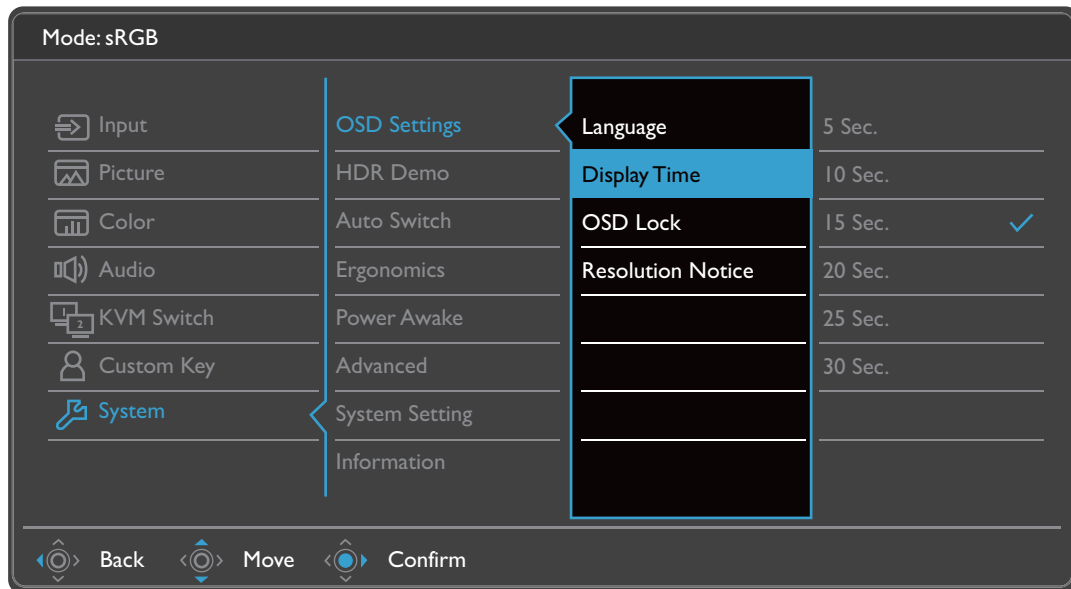 Mode: sRGB
Input
Picture
Color
Audio
1
2
KVM Switch
Custom Key
System
OSD Settings
HDR Demo
Auto Switch
Ergonomics
Power Awake
Advanced
System Setting
Information
Language
Display Time
OSD Lock
Resolution Notice
5 Sec.
10 Sec.
15 Sec.
20 Sec.
25 Sec.
30 Sec.
Back
Move
Confirm